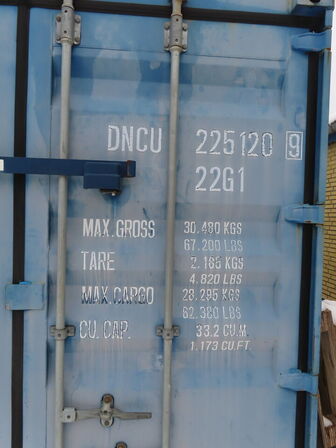 DNCU 225120 9
22G1
MAX.GROSS 30.480 KGS
67.200 LBS
TARE 2.185 KGS
4.820 LBS
MAX.CARGO 28.295 KGS
62.380 LBS
CU.CAP. 33.2 CU.M.
1.173 CU.FT.